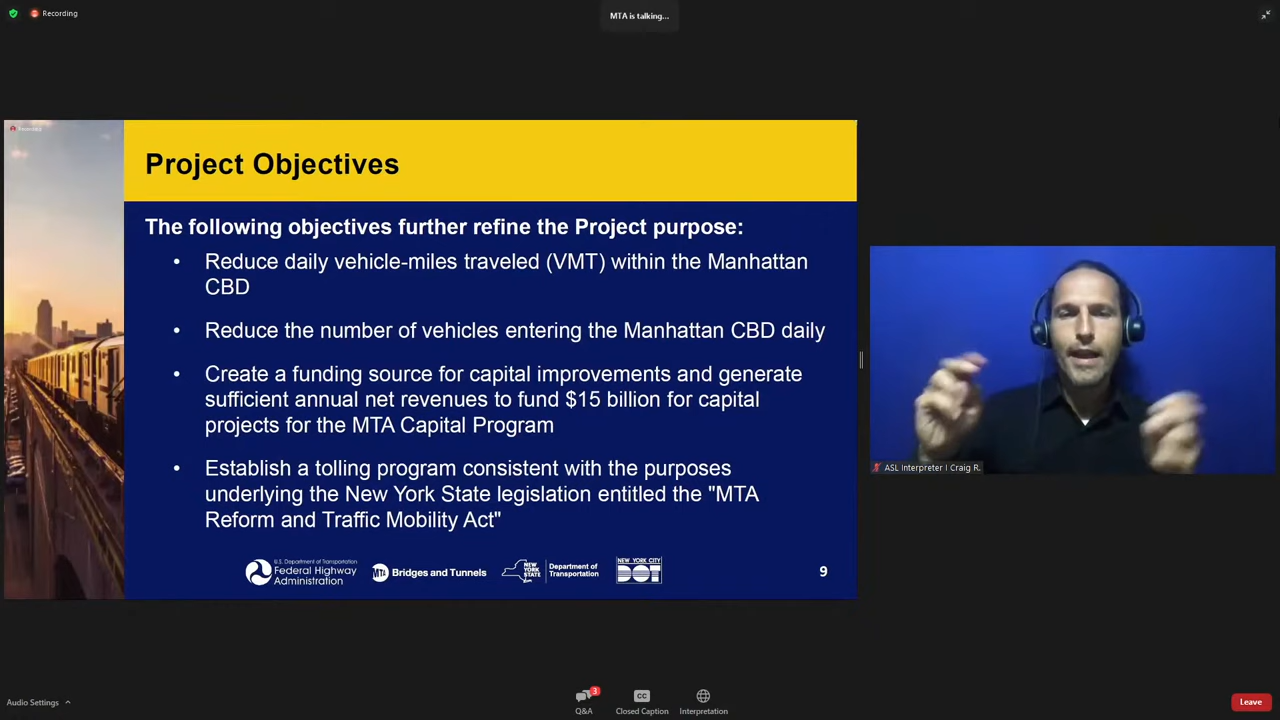 Recording
MTA is talking...
Project Objectives
The following objectives further refine the Project purpose:
• Reduce daily vehicle-miles traveled (VMT) within the Manhattan
CBD
• Reduce the number of vehicles entering the Manhattan CBD daily
• Create a funding source for capital improvements and generate
sufficient annual net revenues to fund $15 billion for capital
projects for the MTA Capital Program
• Establish a tolling program consistent with the purposes
underlying the New York State legislation entitled the "MTA
Reform and Traffic Mobility Act"
U.S. Department of Transportation
Federal Highway
Administration
MTA Bridges and Tunnels
NEW YORK STATE
Department of
Transportation
NEW YORK CITY
DOT
9
ASL Interpreter I Craig R.
Audio Settings
3
Q&A
CC
Closed Caption
Interpretation
Leave